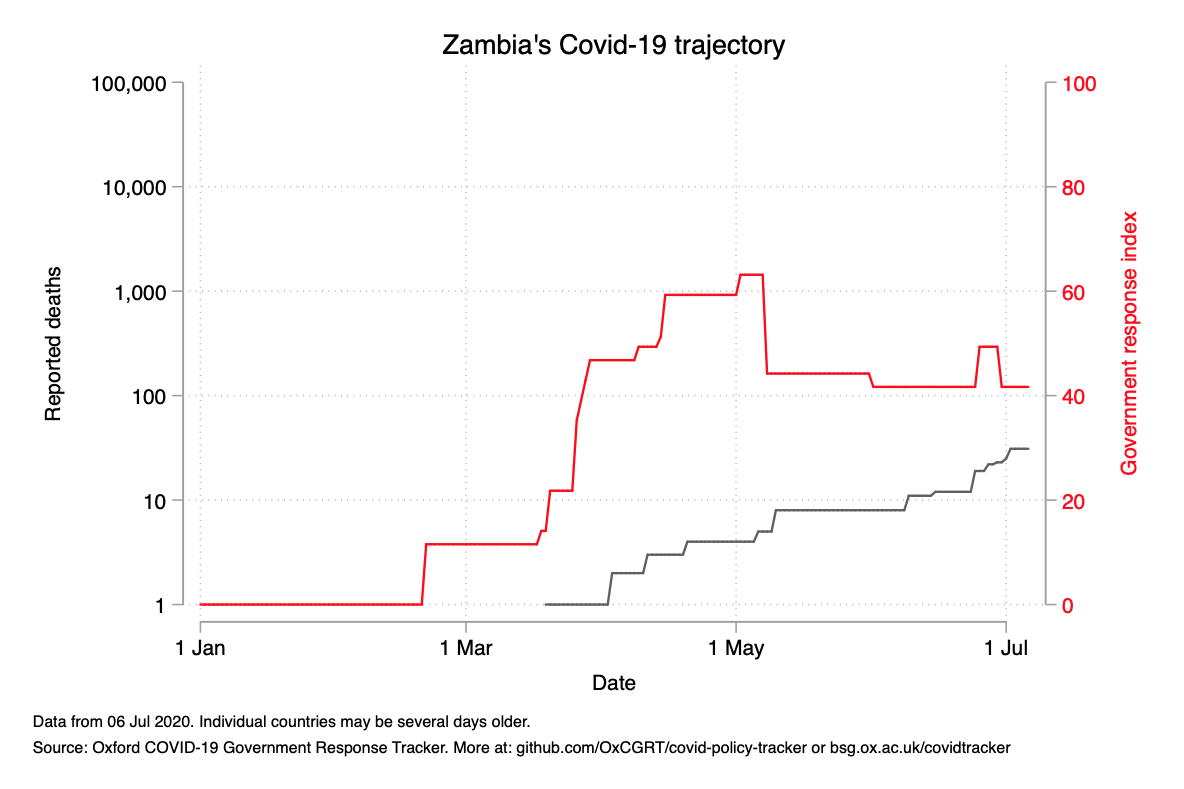 Zambia's Covid-19 trajectory
100,000
10,000
1,000
100
10
1
Reported deaths
100
80
60
40
20
0
Government response index
1 Jan
1 Mar
1 May
1 Jul
Date
Data from 06 Jul 2020. Individual countries may be several days older.
Source: Oxford COVID-19 Government Response Tracker. More at: github.com/OxCGRT/covid-policy-tracker or bsg.ox.ac.uk/covidtracker